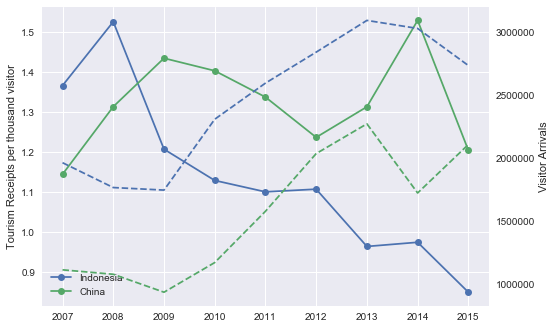 Tourism Receipts per thousand visitor
1.5
1.4
1.3
1.2
1.1
1.0
0.9
3000000
2500000
2000000
1500000
1000000
Visitor Arrivals
Indonesia
China
2007 2008 2009 2010 2011 2012 2013 2014 2015